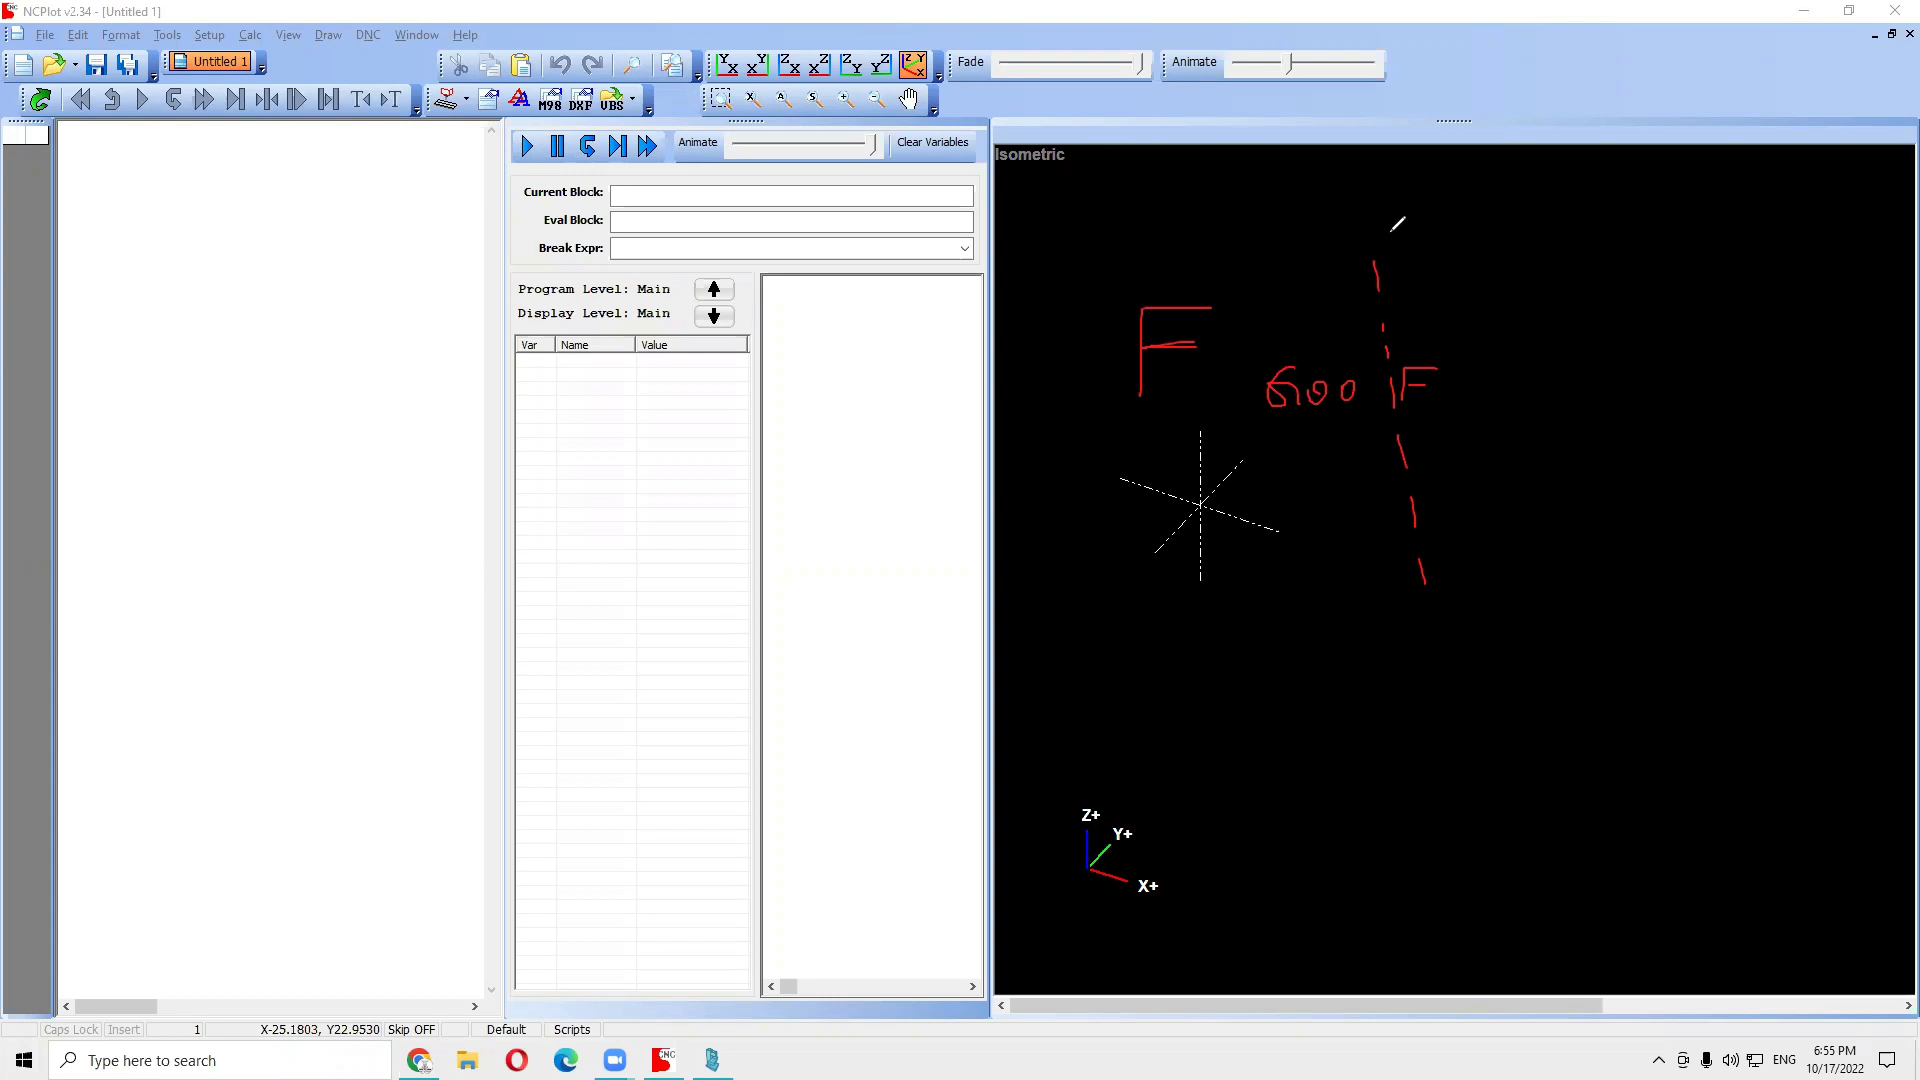 NCPlot v2.34 - [Untitled 1]
File Edit Format Tools Setup Calc View Draw DNC Window Help
Untitled 1
Fade
Animate
M98 DXF VBS
Animate
Clear Variables
Current Block:
Eval Block:
Break Expr:
Program Level: Main
Display Level: Main
Var Name Value
Isometric
F
600 F
Z+
Y+
X+
Caps Lock Insert 1 X-25.1803, Y22.9530 Skip OFF Default Scripts
Type here to search
ENG
6:55 PM
10/17/2022